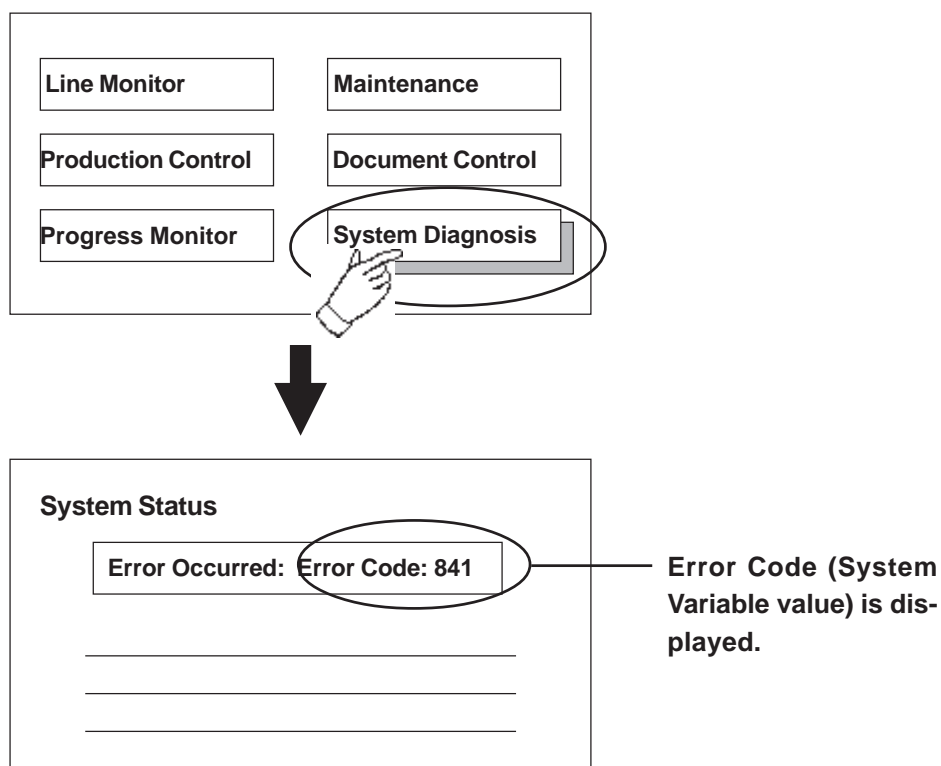 Line Monitor
Maintenance
Production Control
Document Control
Progress Monitor
System Diagnosis
System Status
Error Occurred: Error Code: 841
Error Code (System
Variable value) is dis-
played.